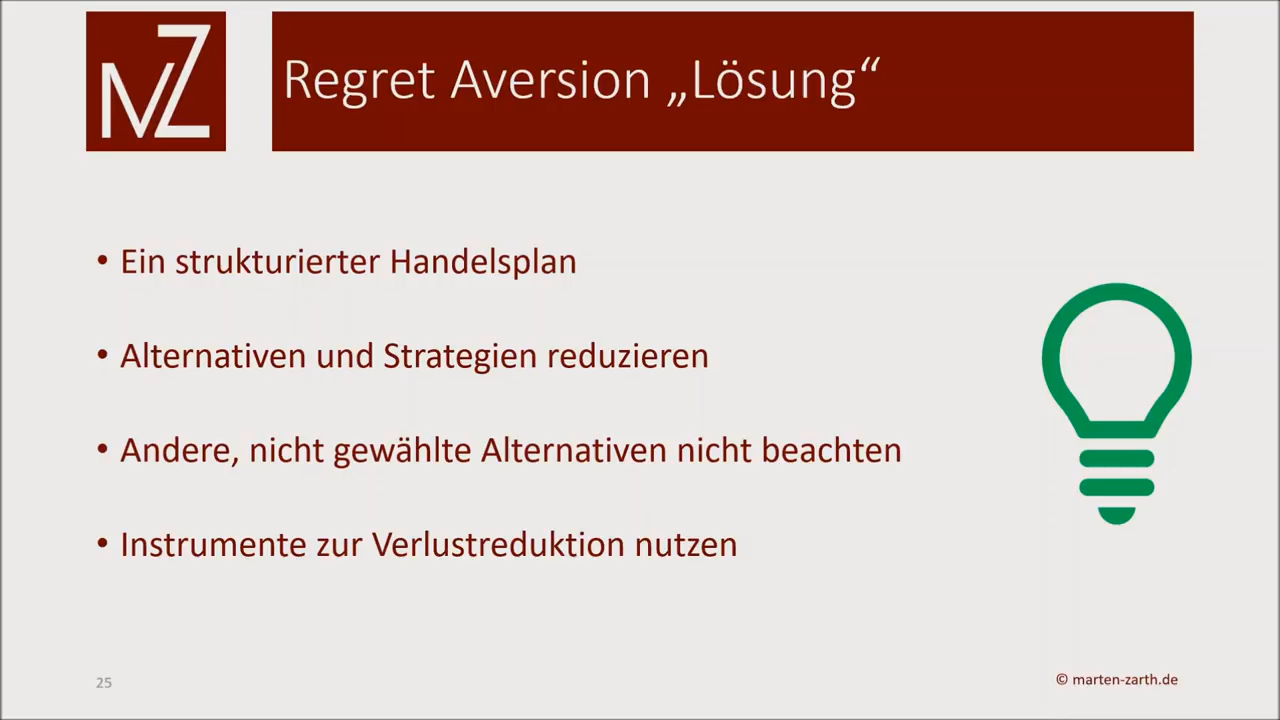 MZ
Regret Aversion „Lösung“
• Ein strukturierter Handelsplan
• Alternativen und Strategien reduzieren
• Andere, nicht gewählte Alternativen nicht beachten
• Instrumente zur Verlustreduktion nutzen
25
© marten-zarth.de